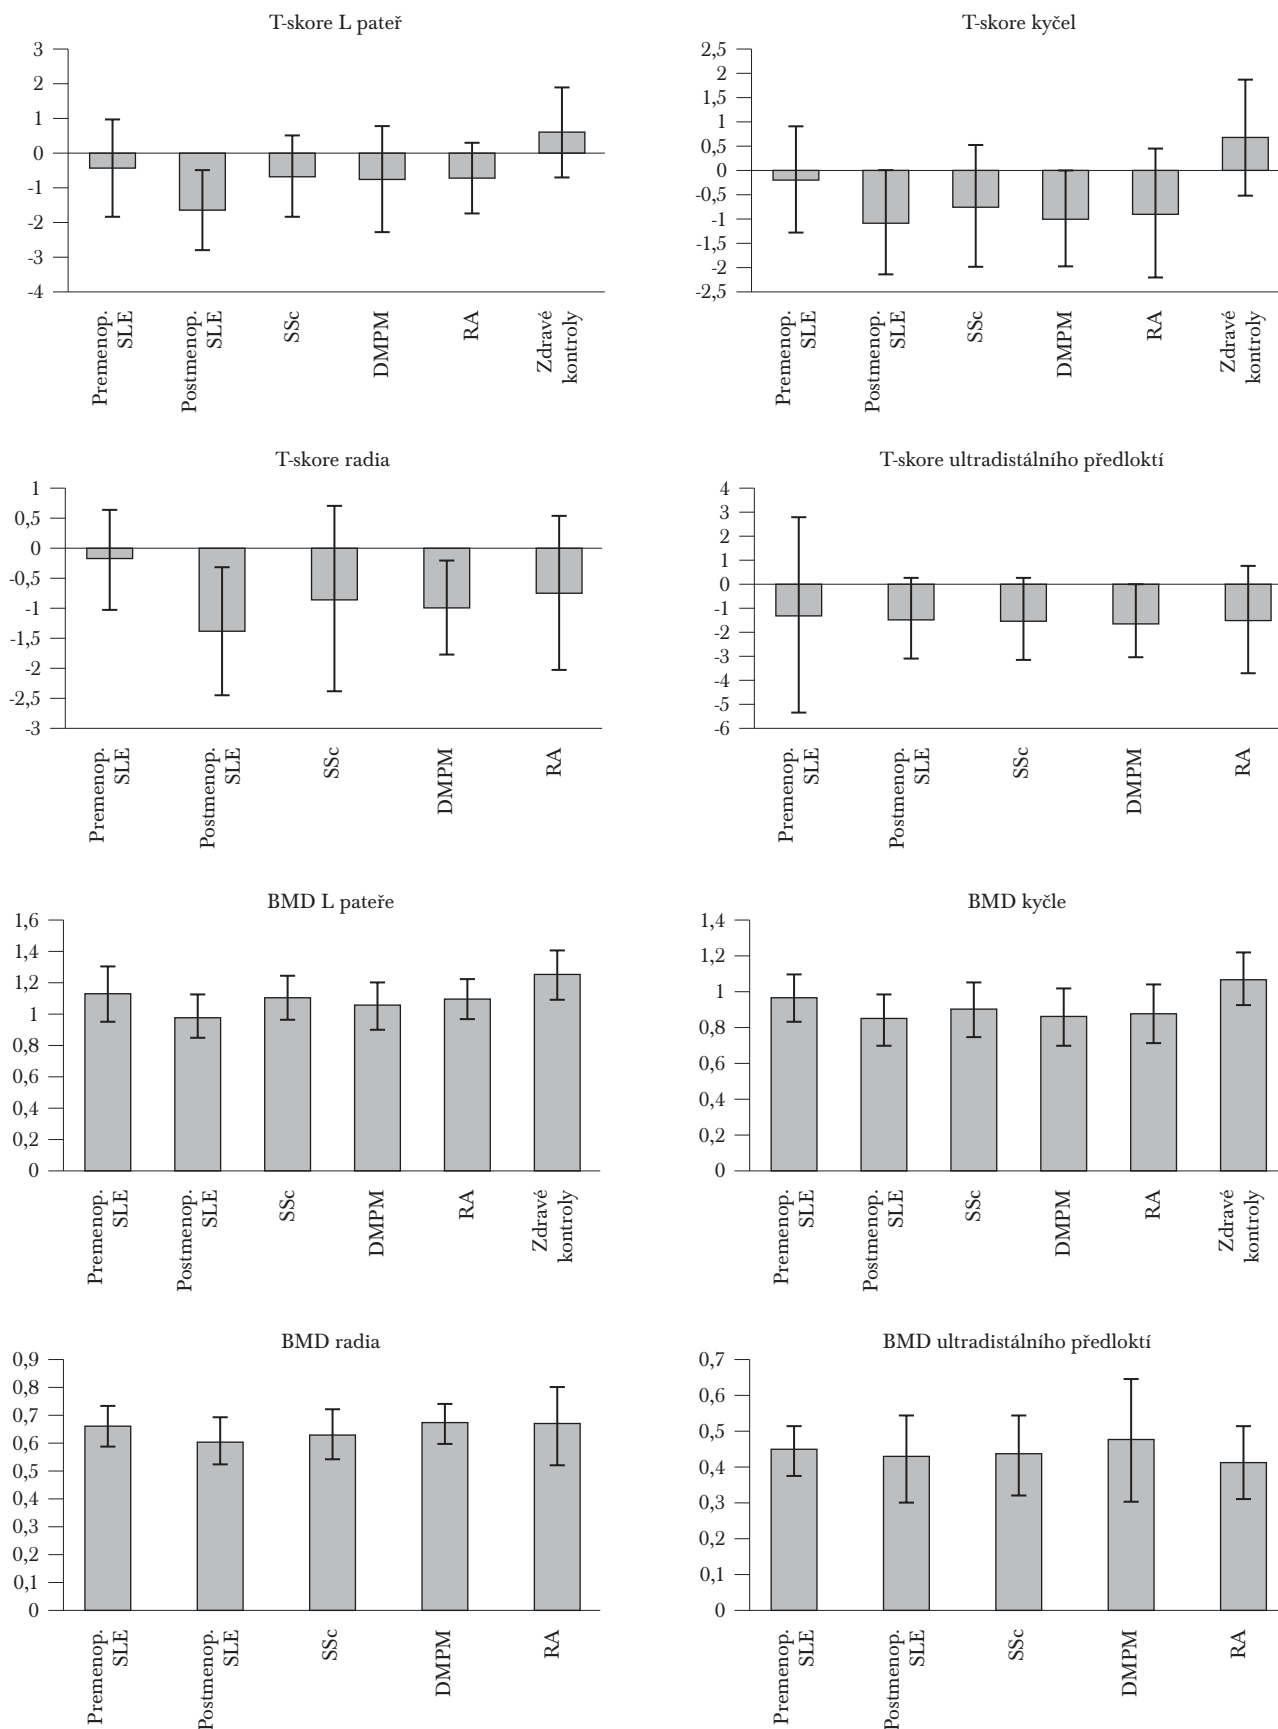 T-skore L pateř
3
2
1
0
-1
-2
-3
-4
Premenop.
SLE
Postmenop.
SLE
SSc
DMPM
RA
Zdravé
kontroly
T-skore kyčel
2,5
2
1,5
1
0,5
0
-0,5
-1
-1,5
-2
-2,5
Premenop.
SLE
Postmenop.
SLE
SSc
DMPM
RA
Zdravé
kontroly
T-skore radia
1
0,5
0
-0,5
-1
-1,5
-2
-2,5
-3
Premenop.
SLE
Postmenop.
SLE
SSc
DMPM
RA
T-skore ultradistálního předloktí
4
3
2
1
0
-1
-2
-3
-4
-5
-6
Premenop.
SLE
Postmenop.
SLE
SSc
DMPM
RA
BMD L pateře
1,6
1,4
1,2
1
0,8
0,6
0,4
0,2
0
Premenop.
SLE
Postmenop.
SLE
SSc
DMPM
RA
Zdravé
kontroly
BMD kyčle
1,4
1,2
1
0,8
0,6
0,4
0,2
0
Premenop.
SLE
Postmenop.
SLE
SSc
DMPM
RA
Zdravé
kontroly
BMD radia
0,9
0,8
0,7
0,6
0,5
0,4
0,3
0,2
0,1
0
Premenop.
SLE
Postmenop.
SLE
SSc
DMPM
RA
BMD ultradistálního předloktí
0,7
0,6
0,5
0,4
0,3
0,2
0,1
0
Premenop.
SLE
Postmenop.
SLE
SSc
DMPM
RA